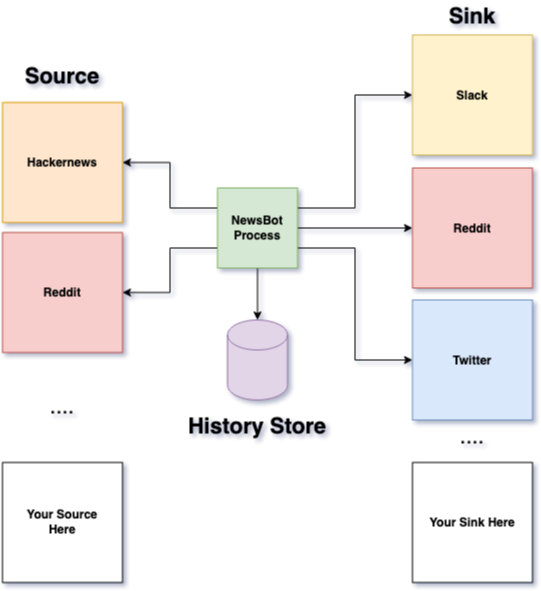 Sink
Source
Slack
Hackernews
NewsBot
Process
Reddit
Reddit
Twitter
....
History Store
....
Your Source
Here
Your Sink Here